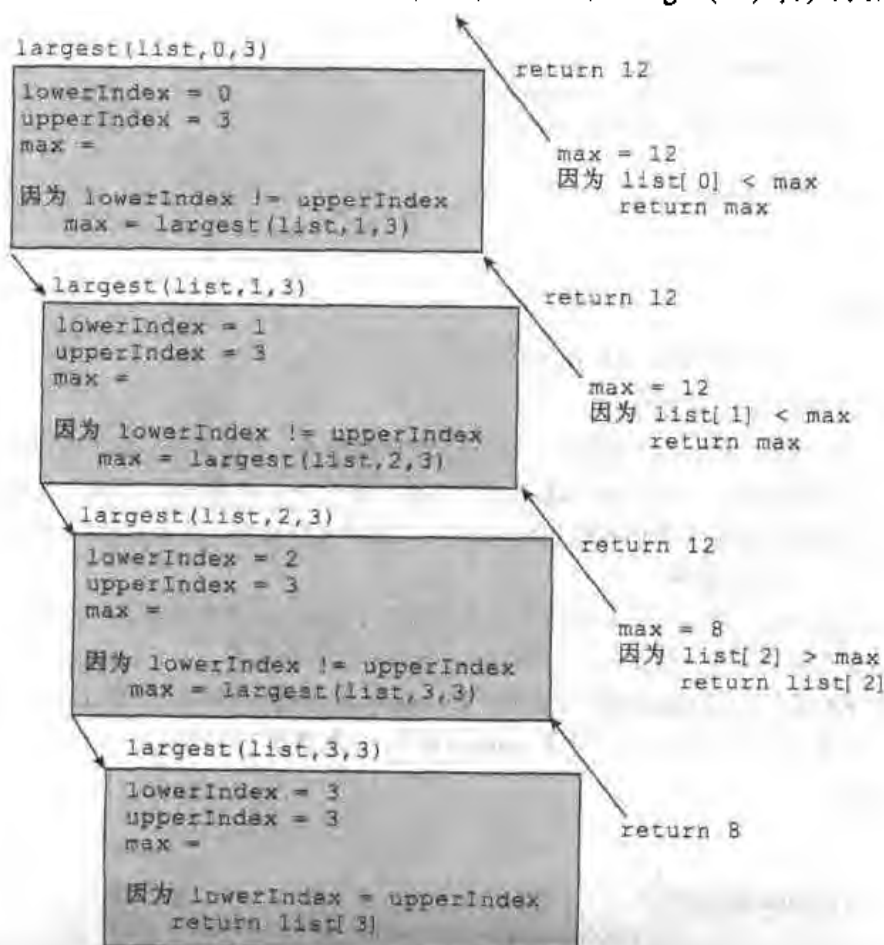 largest(list,0,3)
lowerIndex = 0
upperIndex = 3
max =
因为 lowerIndex != upperIndex
max = largest(list,1,3)
return 12
max = 12
因为 list[ 0] < max
return max
largest(list,1,3)
lowerIndex = 1
upperIndex = 3
max =
因为 lowerIndex != upperIndex
max = largest(list,2,3)
return 12
max = 12
因为 list[ 1] < max
return max
largest(list,2,3)
lowerIndex = 2
upperIndex = 3
max =
因为 lowerIndex != upperIndex
max = largest(list,3,3)
return 12
max = 8
因为 list[ 2] > max
return list[ 2]
largest(list,3,3)
lowerIndex = 3
upperIndex = 3
max =
因为 lowerIndex = upperIndex
return list[ 3]
return 8